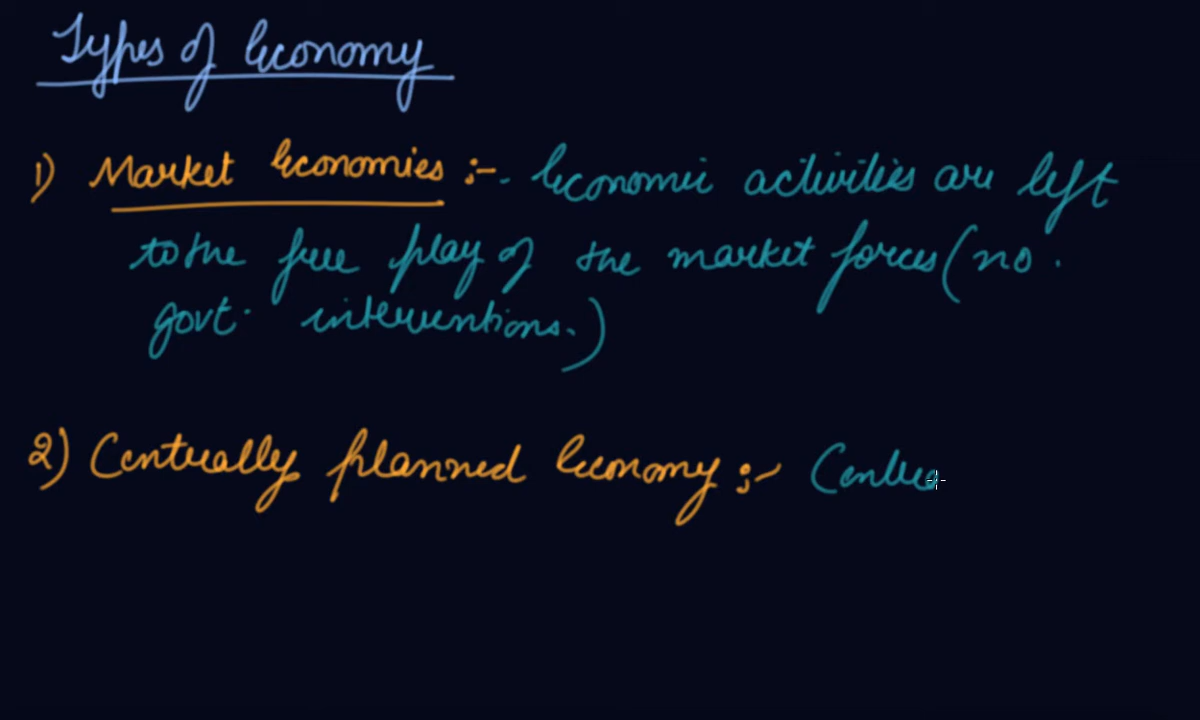 Types of Economy
1) Market Economies :- Economic activities are left
to the free play of the market forces (no.
govt. interventions.)
2) Centrally planned Economy :- Centra